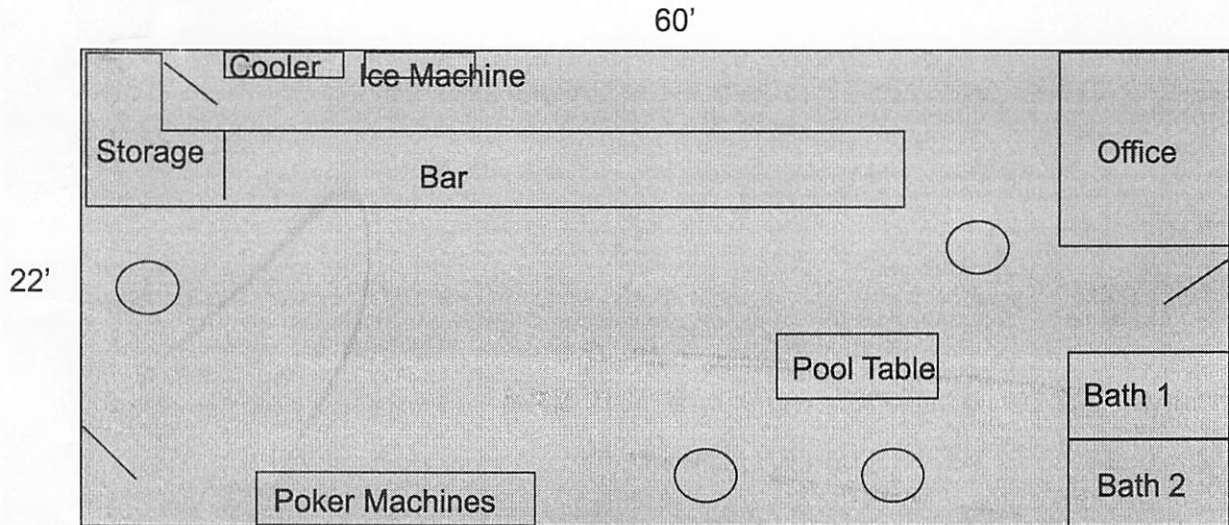 60’
Cooler
Ice Machine
Storage
Bar
Office
22’
Pool Table
Bath 1
Poker Machines
Bath 2